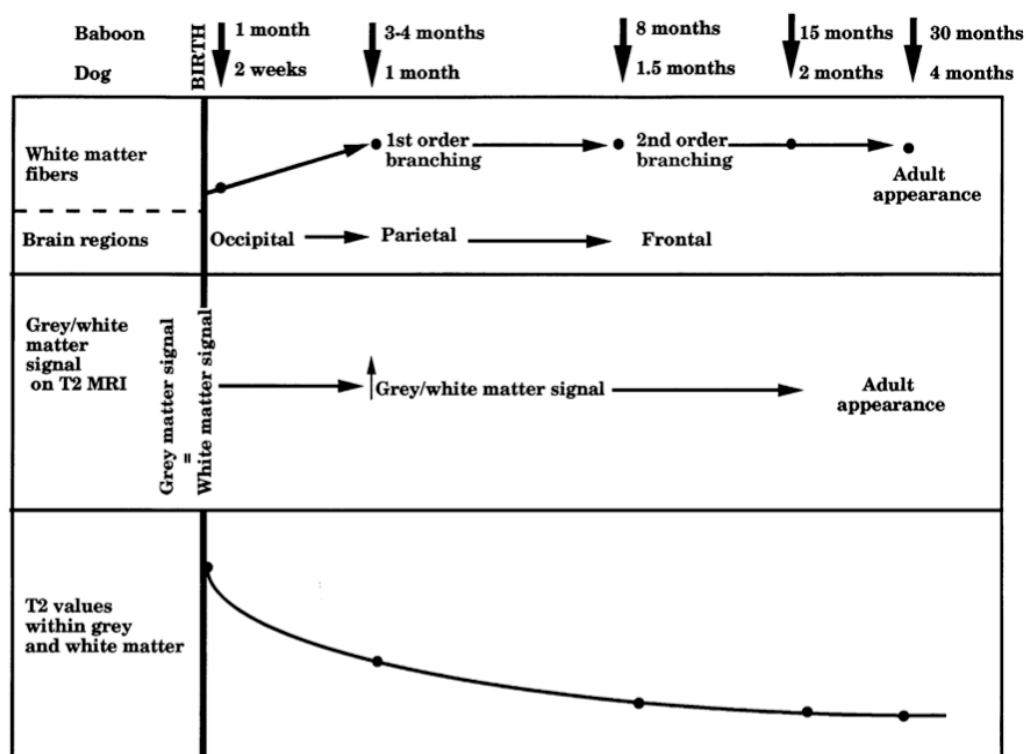 Baboon
1 month
3-4 months
8 months
15 months
30 months
Dog
BIRTH
2 weeks
1 month
1.5 months
2 months
4 months
White matter
fibers
1st order
branching
2nd order
branching
Adult
appearance
Brain regions
Occipital
Parietal
Frontal
Grey/white
matter
signal
on T2 MRI
Grey matter signal
=
White matter signal
Grey/white matter signal
Adult
appearance
T2 values
within grey
and white matter